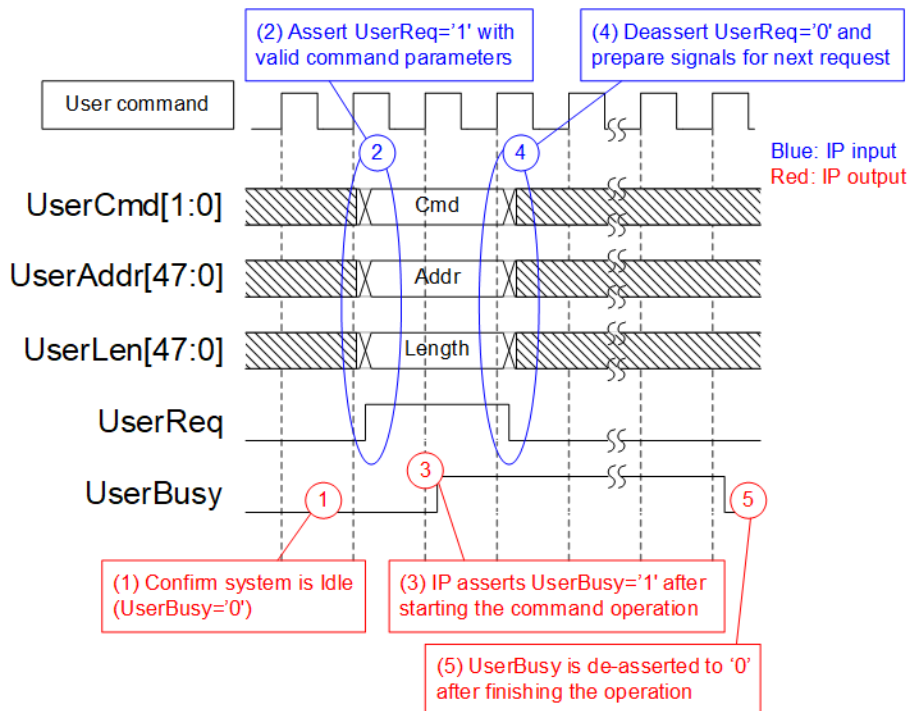 (2) Assert UserReq='1' with
valid command parameters
(4) Deassert UserReq='0' and
prepare signals for next request
User command
2
4
Blue: IP input
Red: IP output
UserCmd[1:0]
Cmd
UserAddr[47:0]
Addr
UserLen[47:0]
Length
UserReq
UserBusy
1
3
5
(1) Confirm system is Idle
(UserBusy='0')
(3) IP asserts UserBusy='1' after
starting the command operation
(5) UserBusy is de-asserted to ‘0’
after finishing the operation